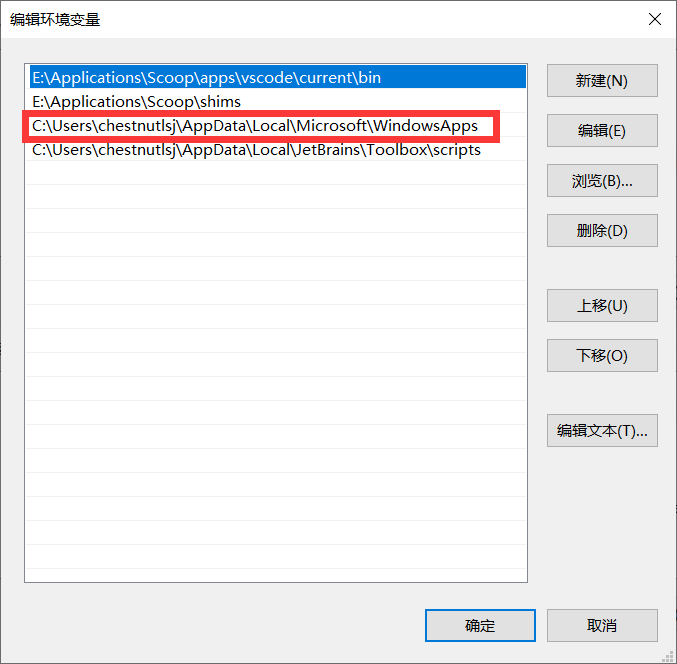 编辑环境变量
E:\Applications\Scoop\apps\vscode\current\bin
E:\Applications\Scoop\shims
C:\Users\chestnutlsj\AppData\Local\Microsoft\WindowsApps
C:\Users\chestnutlsj\AppData\Local\JetBrains\Toolbox\scripts
新建(N)
编辑(E)
浏览(B)...
删除(D)
上移(U)
下移(O)
编辑文本(T)...
确定
取消